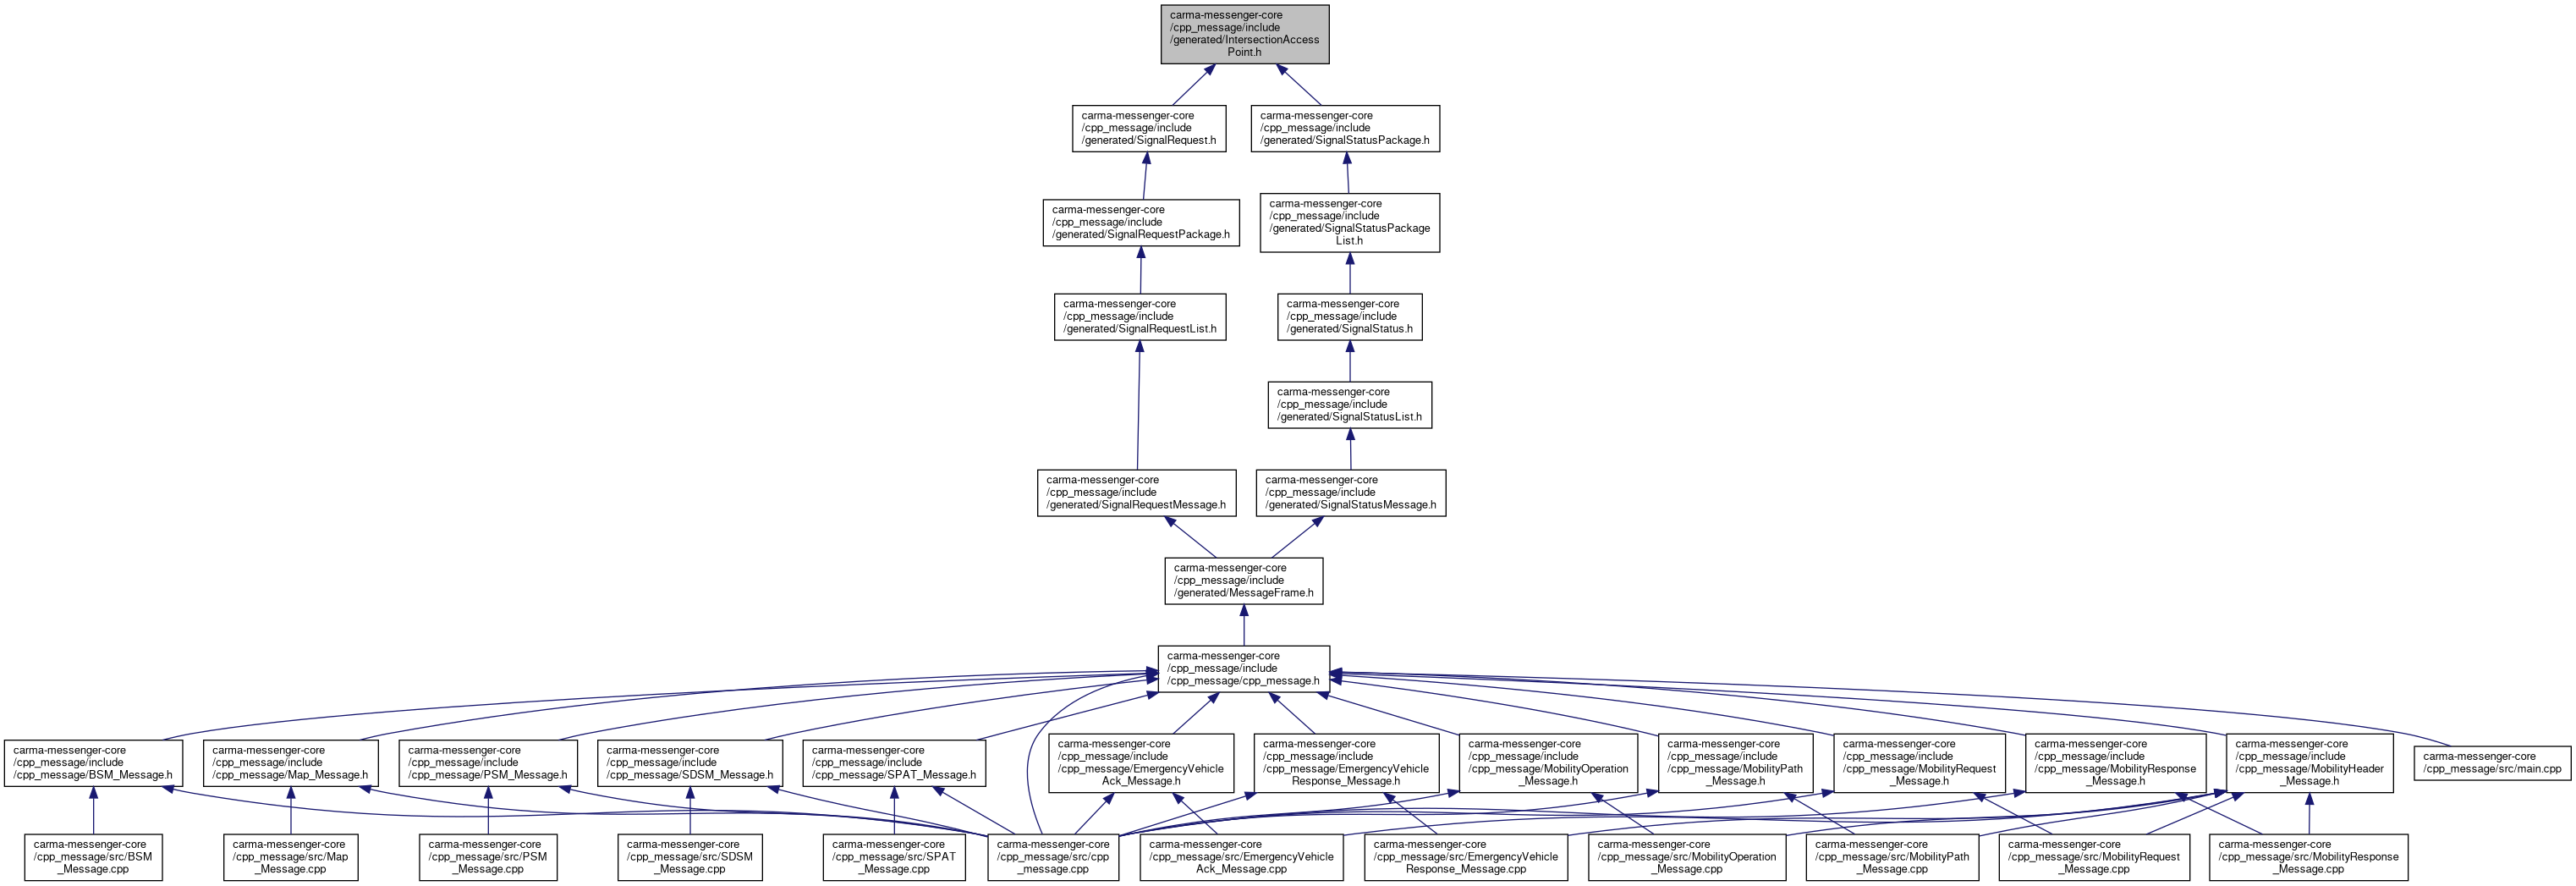 carma-messenger-core
/cpp_message/include
/generated/IntersectionAccess
Point.h
carma-messenger-core
/cpp_message/include
/generated/SignalRequest.h
carma-messenger-core
/cpp_message/include
/generated/SignalStatusPackage.h
carma-messenger-core
/cpp_message/include
/generated/SignalRequestPackage.h
carma-messenger-core
/cpp_message/include
/generated/SignalStatusPackage
List.h
carma-messenger-core
/cpp_message/include
/generated/SignalRequestList.h
carma-messenger-core
/cpp_message/include
/generated/SignalStatus.h
carma-messenger-core
/cpp_message/include
/generated/SignalStatusList.h
carma-messenger-core
/cpp_message/include
/generated/SignalRequestMessage.h
carma-messenger-core
/cpp_message/include
/generated/SignalStatusMessage.h
carma-messenger-core
/cpp_message/include
/generated/MessageFrame.h
carma-messenger-core
/cpp_message/include
/cpp_message/cpp_message.h
carma-messenger-core
/cpp_message/include
/cpp_message/BSM_Message.h
carma-messenger-core
/cpp_message/include
/cpp_message/Map_Message.h
carma-messenger-core
/cpp_message/include
/cpp_message/PSM_Message.h
carma-messenger-core
/cpp_message/include
/cpp_message/SDSM_Message.h
carma-messenger-core
/cpp_message/include
/cpp_message/SPAT_Message.h
carma-messenger-core
/cpp_message/include
/cpp_message/EmergencyVehicle
Ack_Message.h
carma-messenger-core
/cpp_message/include
/cpp_message/EmergencyVehicle
Response_Message.h
carma-messenger-core
/cpp_message/include
/cpp_message/MobilityOperation
_Message.h
carma-messenger-core
/cpp_message/include
/cpp_message/MobilityPath
_Message.h
carma-messenger-core
/cpp_message/include
/cpp_message/MobilityRequest
_Message.h
carma-messenger-core
/cpp_message/include
/cpp_message/MobilityResponse
_Message.h
carma-messenger-core
/cpp_message/include
/cpp_message/MobilityHeader
_Message.h
carma-messenger-core
/cpp_message/src/main.cpp
carma-messenger-core
/cpp_message/src/BSM
_Message.cpp
carma-messenger-core
/cpp_message/src/Map
_Message.cpp
carma-messenger-core
/cpp_message/src/PSM
_Message.cpp
carma-messenger-core
/cpp_message/src/SDSM
_Message.cpp
carma-messenger-core
/cpp_message/src/SPAT
_Message.cpp
carma-messenger-core
/cpp_message/src/cpp
_message.cpp
carma-messenger-core
/cpp_message/src/EmergencyVehicle
Ack_Message.cpp
carma-messenger-core
/cpp_message/src/EmergencyVehicle
Response_Message.cpp
carma-messenger-core
/cpp_message/src/MobilityOperation
_Message.cpp
carma-messenger-core
/cpp_message/src/MobilityPath
_Message.cpp
carma-messenger-core
/cpp_message/src/MobilityRequest
_Message.cpp
carma-messenger-core
/cpp_message/src/MobilityResponse
_Message.cpp